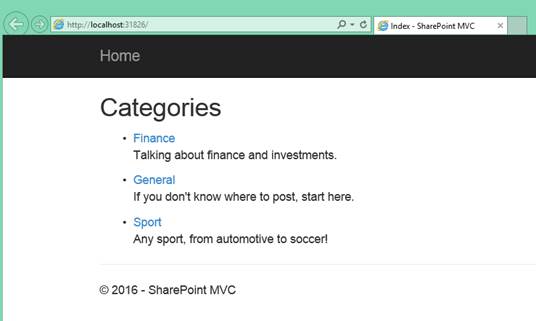 http://localhost:31826/
Index - SharePoint MVC
Home
Categories
• Finance
Talking about finance and investments.
• General
If you don't know where to post, start here.
• Sport
Any sport, from automotive to soccer!
© 2016 - SharePoint MVC